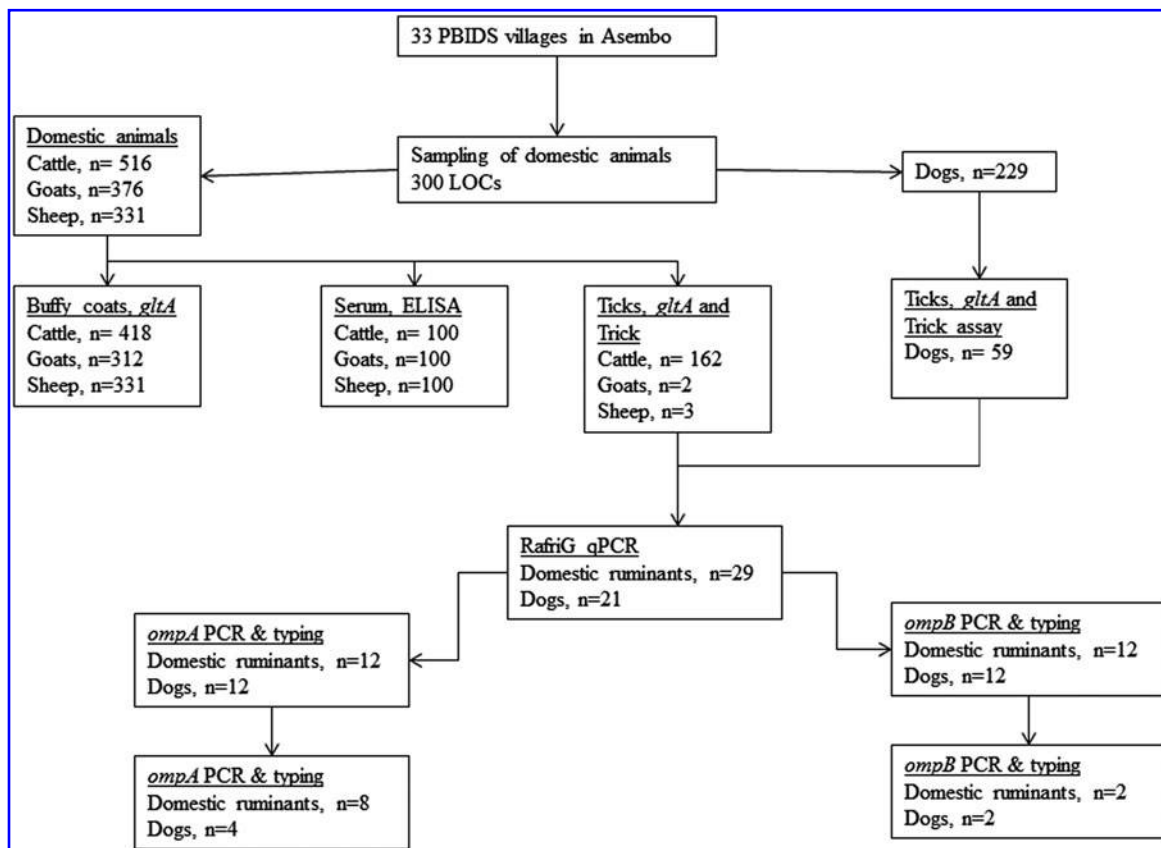 33 PBIDS villages in Asembo
Domestic animals
Cattle, n= 516
Goats, n=376
Sheep, n=331
Sampling of domestic animals
300 LOCs
Dogs, n=229
Buffy coats, gltA
Cattle, n= 418
Goats, n=312
Sheep, n=331
Serum, ELISA
Cattle, n= 100
Goats, n=100
Sheep, n=100
Ticks, gltA and
Trick
Cattle, n= 162
Goats, n=2
Sheep, n=3
Ticks, gltA and
Trick assay
Dogs, n= 59
RafriG qPCR
Domestic ruminants, n=29
Dogs, n=21
ompA PCR & typing
Domestic ruminants, n=12
Dogs, n=12
ompB PCR & typing
Domestic ruminants, n=12
Dogs, n=12
ompA PCR & typing
Domestic ruminants, n=8
Dogs, n=4
ompB PCR & typing
Domestic ruminants, n=2
Dogs, n=2